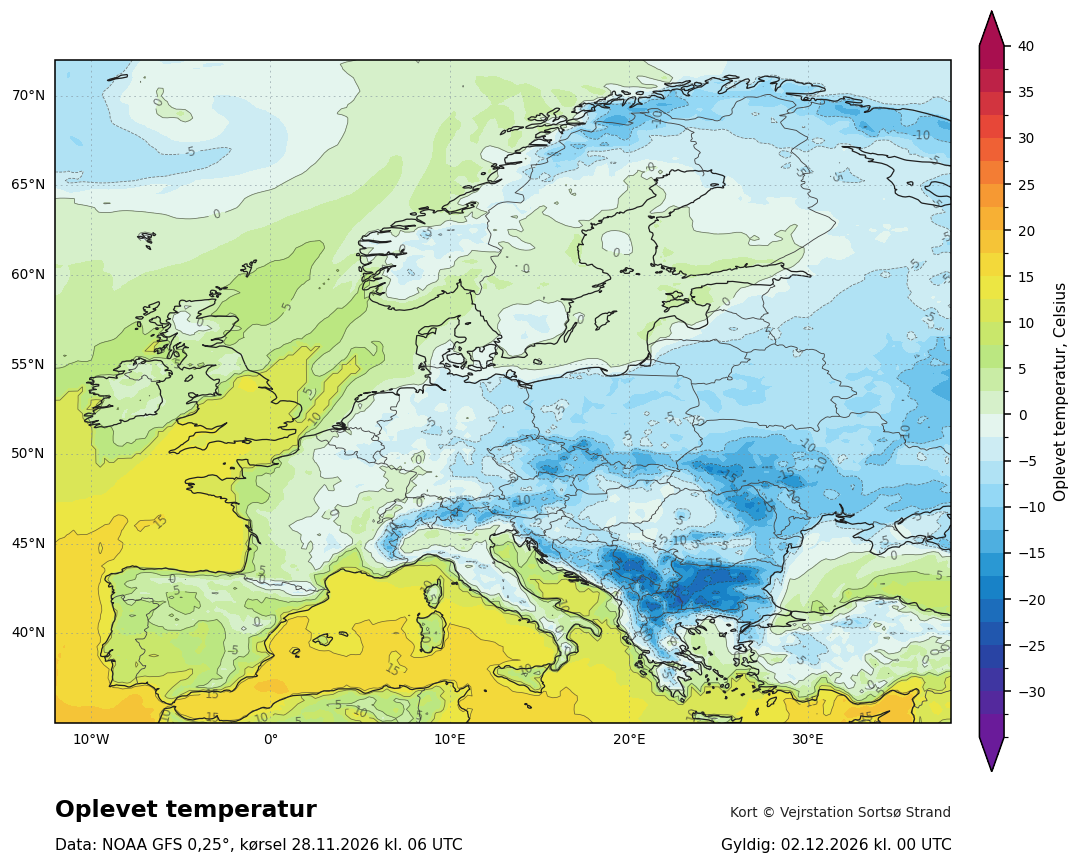 70°N
65°N
60°N
55°N
50°N
45°N
40°N
10°W
0°
10°E
20°E
30°E
40
35
30
25
20
15
10
5
0
−5
−10
−15
−20
−25
−30
Oplevet temperatur, Celsius
Oplevet temperatur
Kort © Vejrstation Sortsø Strand
Data: NOAA GFS 0,25°, kørsel 28.11.2026 kl. 06 UTC
Gyldig: 02.12.2026 kl. 00 UTC